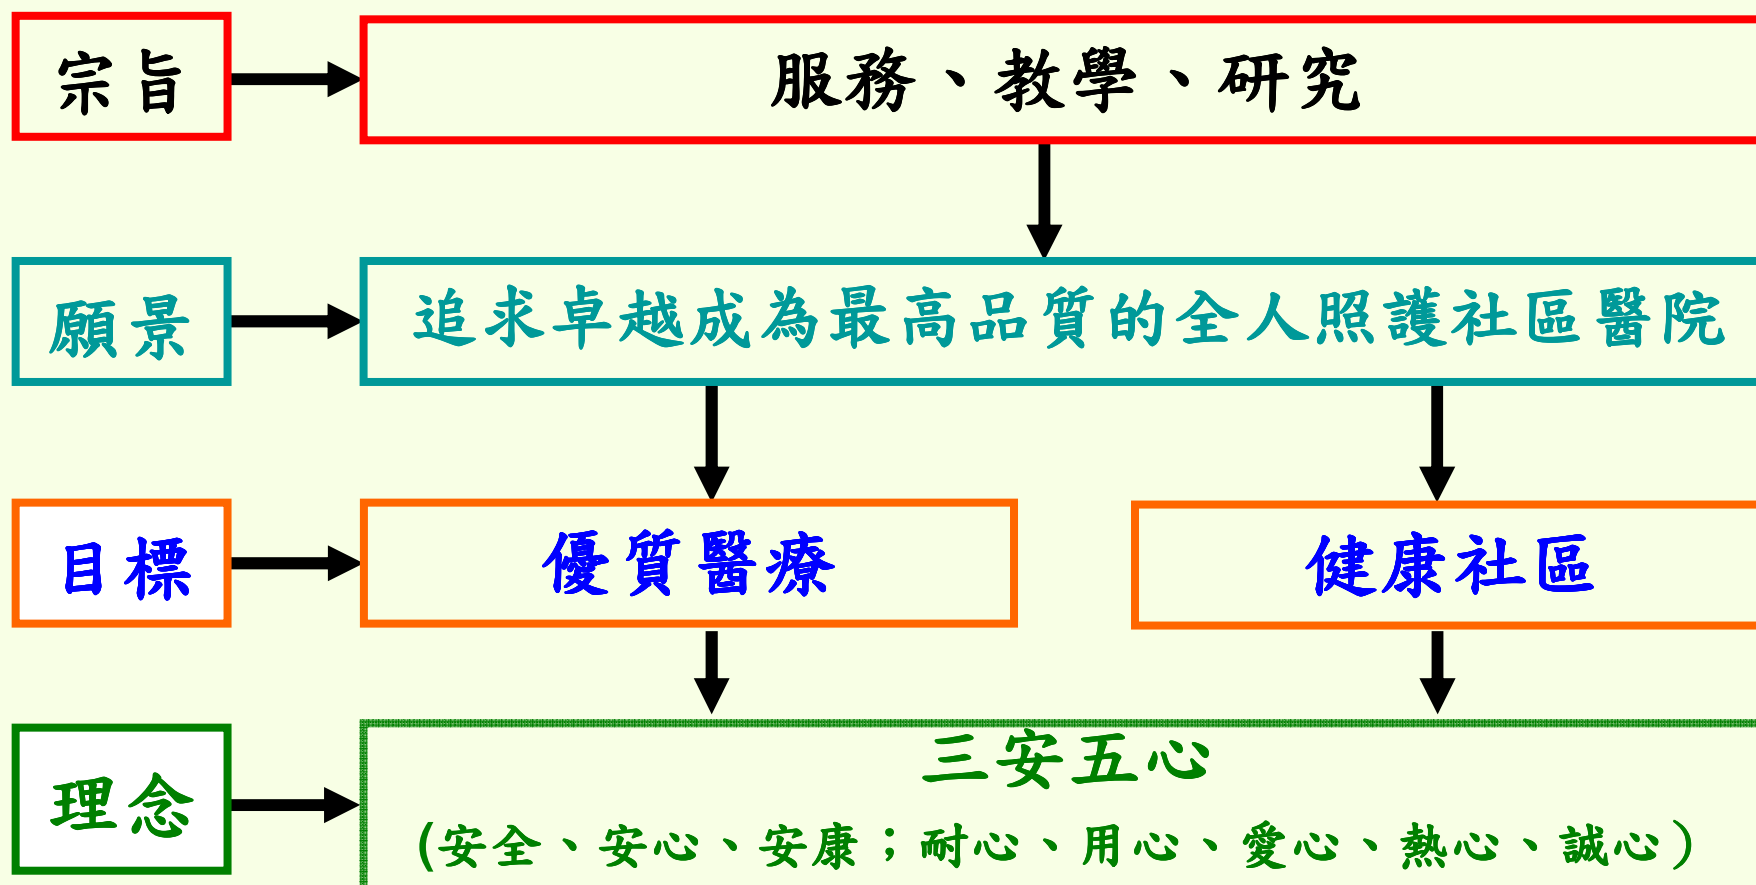 宗旨
服務、教學、研究
願景
追求卓越成為最高品質的全人照護社區醫院
目標
優質醫療
健康社區
理念
三安五心
(安全、安心、安康；耐心、用心、愛心、熱心、誠心)